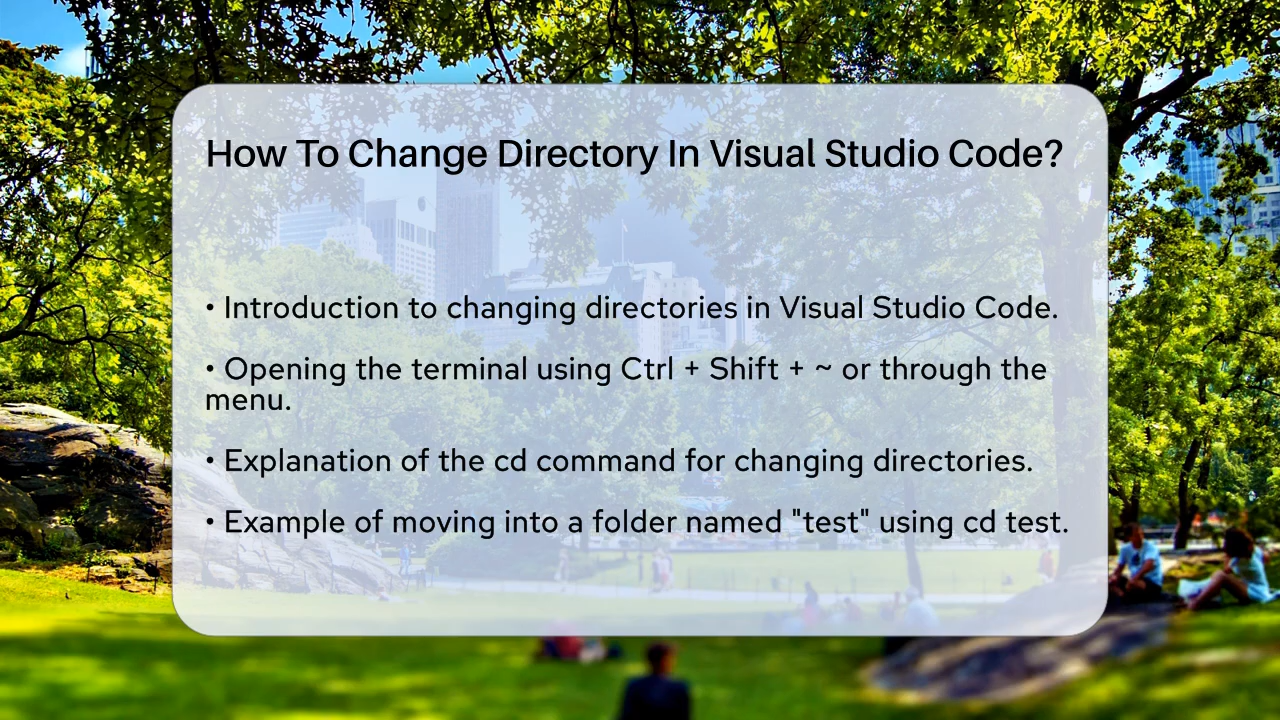 How To Change Directory In Visual Studio Code?
• Introduction to changing directories in Visual Studio Code.
• Opening the terminal using Ctrl + Shift + ~ or through the
menu.
• Explanation of the cd command for changing directories.
• Example of moving into a folder named "test" using cd test.